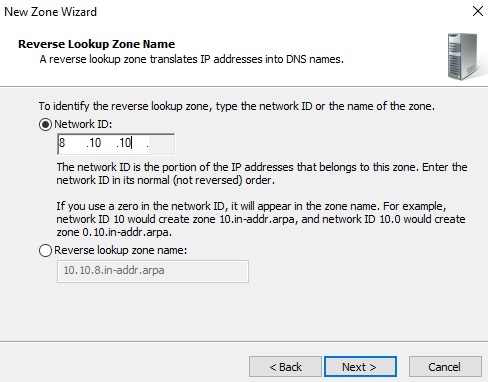 New Zone Wizard
Reverse Lookup Zone Name
A reverse lookup zone translates IP addresses into DNS names.
To identify the reverse lookup zone, type the network ID or the name of the zone.
Network ID:
8 .10 .10 .
The network ID is the portion of the IP addresses that belongs to this zone. Enter the
network ID in its normal (not reversed) order.
If you use a zero in the network ID, it will appear in the zone name. For example,
network ID 10 would create zone 10.in-addr.arpa, and network ID 10.0 would create
zone 0.10.in-addr.arpa.
Reverse lookup zone name:
10.10.8.in-addr.arpa
< Back
Next >
Cancel